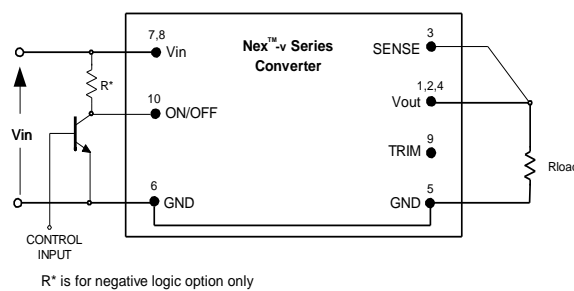 7,8
Vin
Nex™-v Series
Converter
3
SENSE
R*
1,2,4
Vout
10
ON/OFF
Vin
9
TRIM
Rload
6
GND
5
GND
CONTROL
INPUT
R* is for negative logic option only